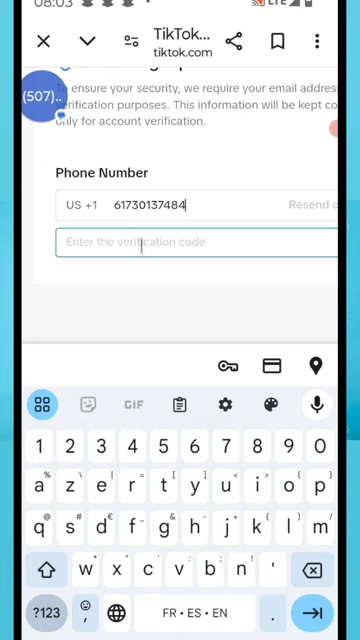 08:03
LTE
TikTok...
tiktok.com
(507)..
To ensure your security, we require your email addres
verification purposes. This information will be kept co
only for account verification.
Phone Number
US +1 61730137484 Resend c
Enter the verification code
GIF
1 2 3 4 5 6 7 8 9 0
a z e r t y u i o p
q s d f g h j k l m
w x c v b n '
?123 , FR • ES • EN .